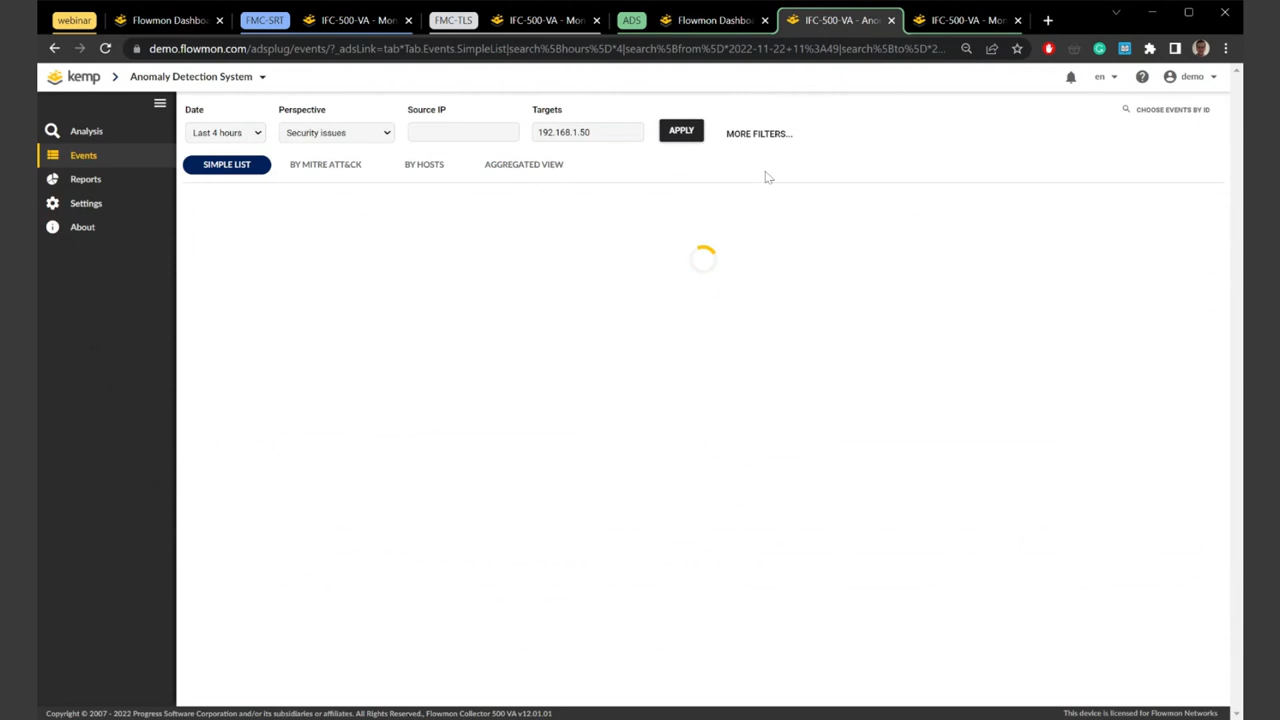 webinar
Flowmon Dashboa
FMC-SRT
IFC-500-VA - Mon
FMC-TLS
IFC-500-VA - Mon
ADS
Flowmon Dashboa
IFC-500-VA - Ano
IFC-500-VA - Mon
demo.flowmon.com/adsplug/events/?_adsLink=tab*Tab.Events.SimpleList|search%5Bhours%5D*4|search%5Bfrom%5D*2022-11-22+11%3A49|search%5Bto%5D*2...
kemp
Anomaly Detection System
en
demo
Date
Perspective
Source IP
Targets
CHOOSE EVENTS BY ID
Last 4 hours
Security issues
192.168.1.50
APPLY
MORE FILTERS...
SIMPLE LIST
BY MITRE ATT&CK
BY HOSTS
AGGREGATED VIEW
Analysis
Events
Reports
Settings
About
Copyright © 2007 - 2022 Progress Software Corporation and/or its subsidiaries or affiliates. All Rights Reserved., Flowmon Collector 500 VA v12.01.01
This device is licensed for Flowmon Networks